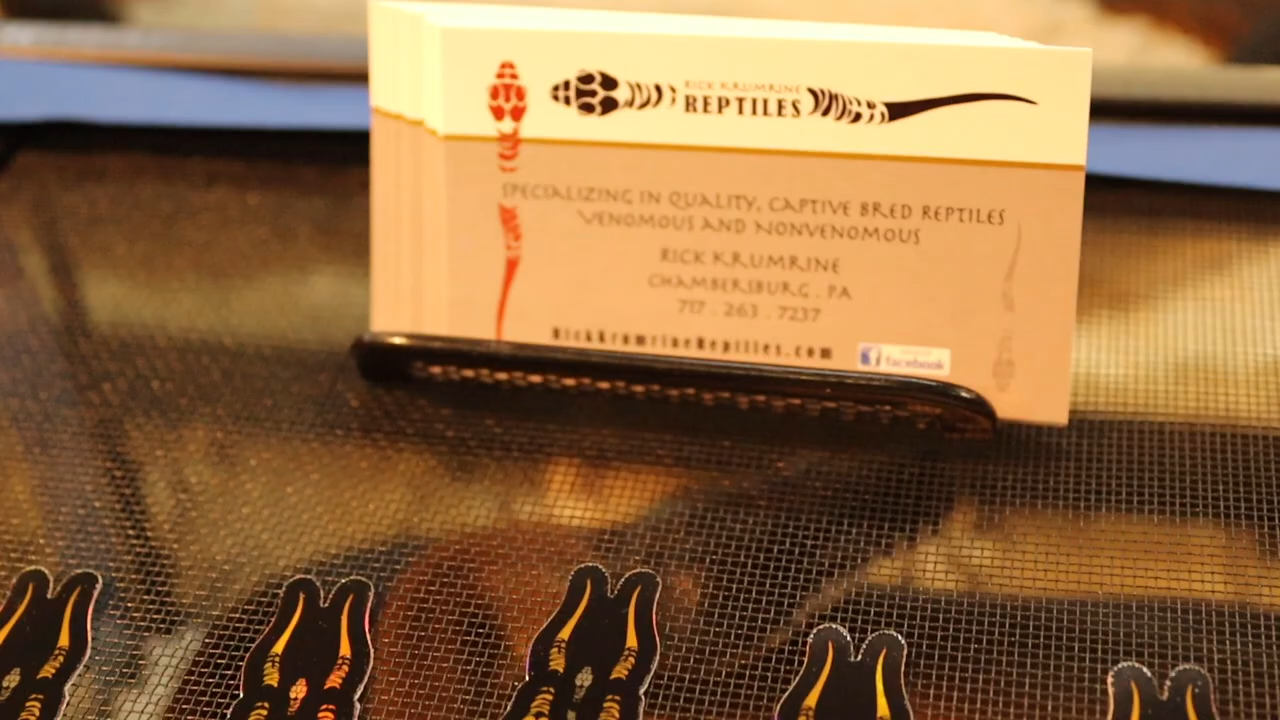 RICK KRUMRINE
REPTILES
SPECIALIZING IN QUALITY, CAPTIVE BRED REPTILES
VENOMOUS AND NONVENOMOUS
RICK KRUMRINE
CHAMBERSBURG . PA
717 . 263 . 7237
RickKrumrineReptiles.com
facebook